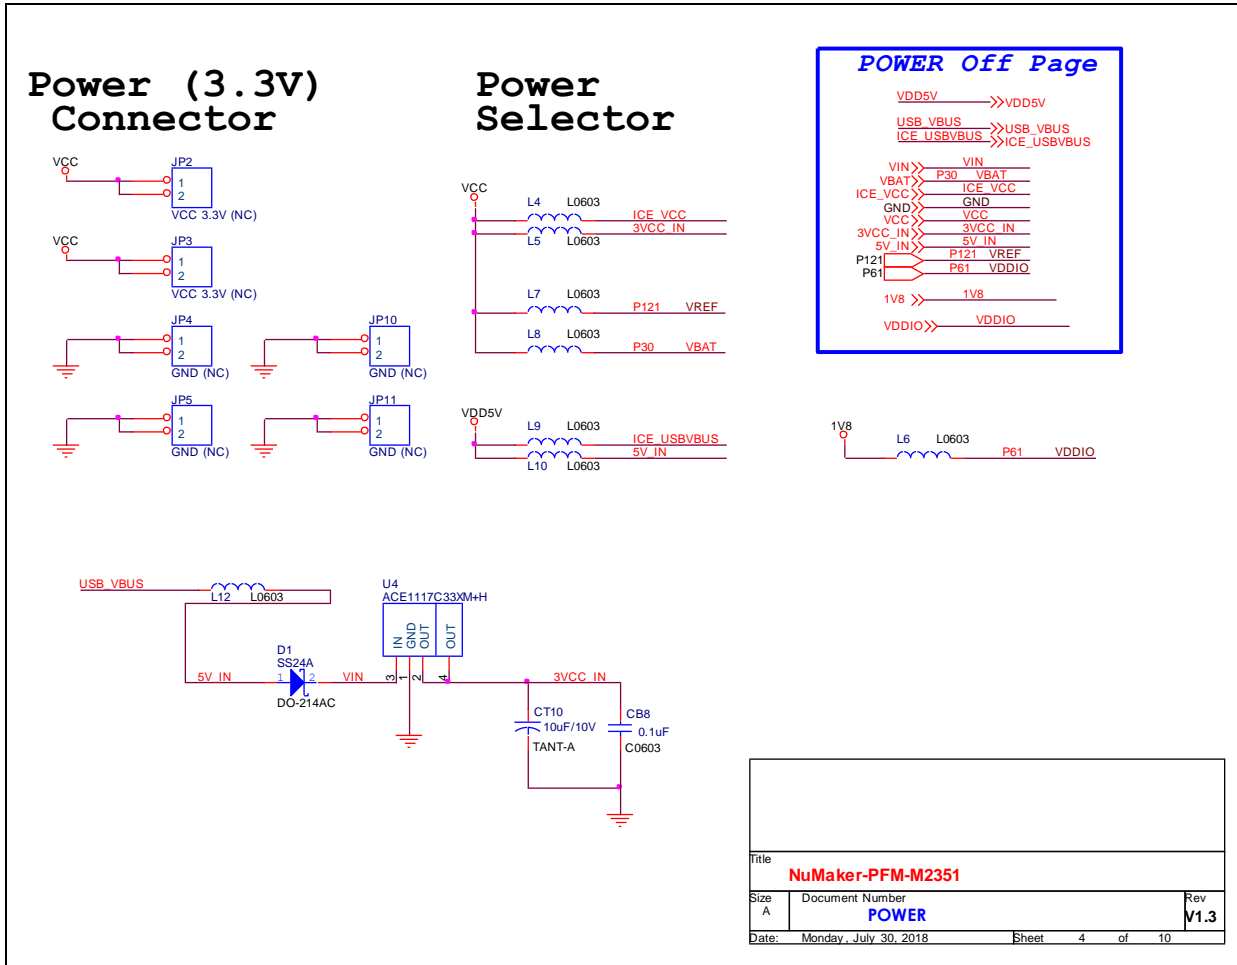 Power (3.3V)
Connector
Power
Selector
POWER Off Page
VDD5V
VDD5V
USB_VBUS
USB_VBUS
ICE_USBVBUS
ICE_USBVBUS
VIN
VIN
VBAT
P30 VBAT
ICE_VCC
ICE_VCC
GND
GND
VCC
VCC
3VCC_IN
3VCC_IN
5V_IN
5V_IN
P121
P121 VREF
P61
P61 VDDIO
1V8
1V8
VDDIO
VDDIO
VCC
JP2
1
2
VCC 3.3V (NC)
VCC
JP3
1
2
VCC 3.3V (NC)
JP4
1
2
GND (NC)
JP10
1
2
GND (NC)
JP5
1
2
GND (NC)
JP11
1
2
GND (NC)
VCC
L4 L0603
ICE_VCC
3VCC_IN
L5 L0603
L7 L0603
P121 VREF
L8 L0603
P30 VBAT
VDD5V
L9 L0603
ICE_USBVBUS
5V_IN
L10 L0603
1V8
L6 L0603
P61 VDDIO
USB_VBUS
L12 L0603
U4
ACE1117C33XM+H
IN
GND
OUT
OUT
3
1
2
4
D1
SS24A
5V_IN
1 2
VIN
DO-214AC
3VCC_IN
CT10
10uF/10V
TANT-A
CB8
0.1uF
C0603
Title
NuMaker-PFM-M2351
Size
A
Document Number
POWER
Rev
V1.3
Date: Monday, July 30, 2018 Sheet 4 of 10